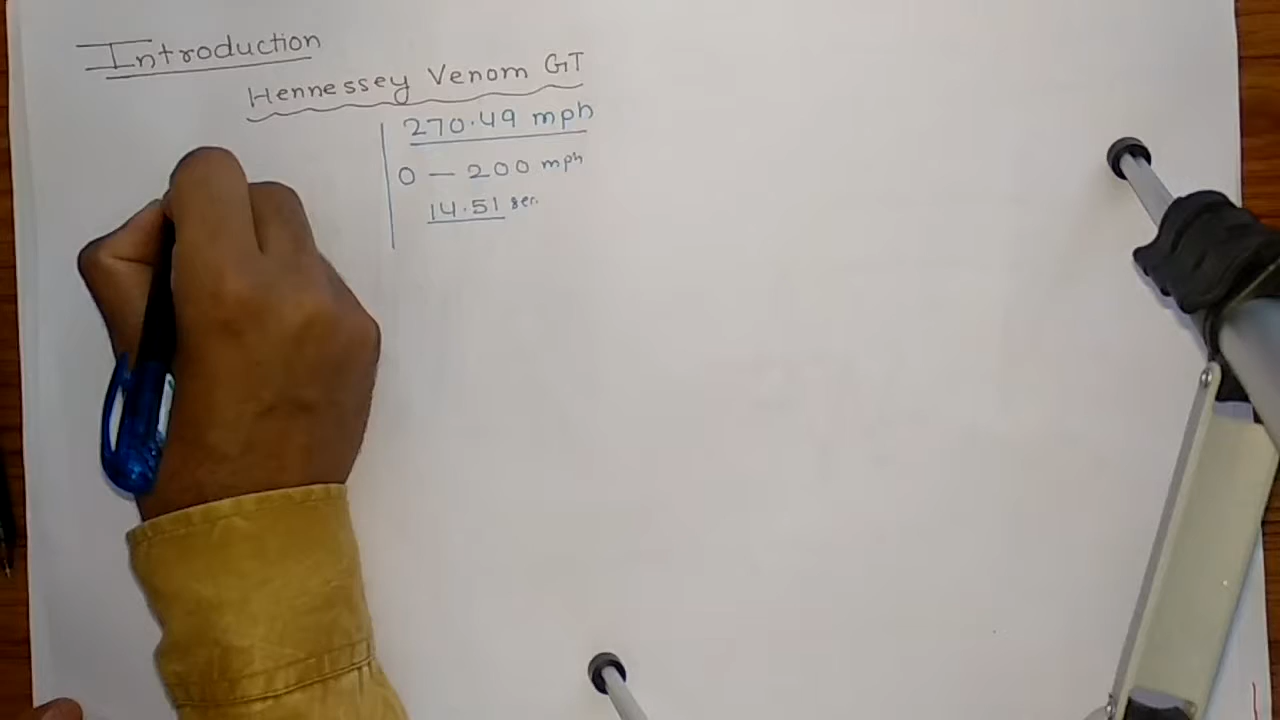 Introduction
Hennessey Venom GT
270.49 mph
0 — 200 mph
14.51 sec.